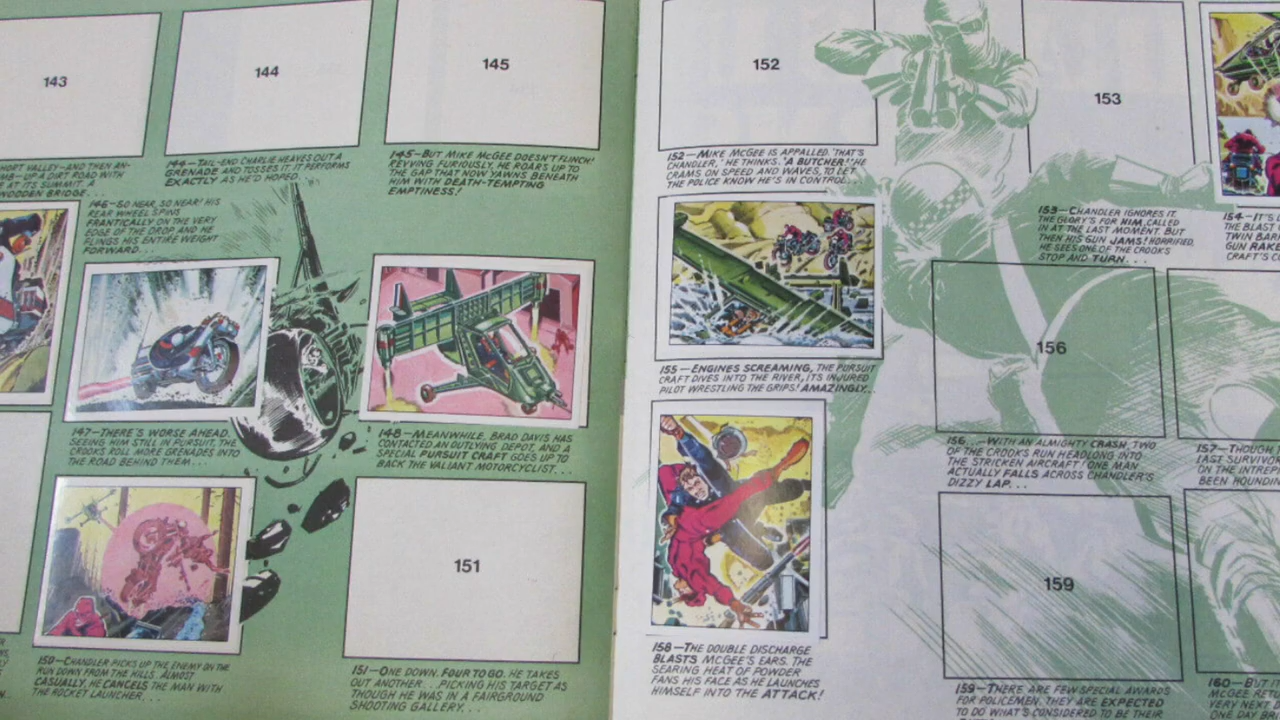 143
144
145
HORT VALLEY—AND THEN AN-
UP A DIRT ROAD WITH
AT ITS SUMMIT. A
WOODEN BRIDGE...
144—TAIL-END CHARLIE HEAVES OUT A
GRENADE AND TOSSES IT. IT PERFORMS
EXACTLY AS HE'D HOPED...
145—BUT MIKE McGEE DOESN'T FLINCH!
REVVING FURIOUSLY, HE ROARS UP TO
THE GAP THAT NOW YAWNS BENEATH
HIM WITH DEATH-TEMPTING
EMPTINESS!
146—SO NEAR, SO NEAR! HIS
REAR WHEEL SPINS
FRANTICALLY ON THE VERY
EDGE OF THE DROP AND HE
FLINGS HIS ENTIRE WEIGHT
FORWARD...
147—THERE'S WORSE AHEAD.
SEEING HIM STILL IN PURSUIT, THE
CROOKS ROLL MORE GRENADES INTO
THE ROAD BEHIND THEM...
148—MEANWHILE, BRAD DAVIS HAS
CONTACTED AN OUTLYING DEPOT, AND A
SPECIAL PURSUIT CRAFT GOES UP TO
BACK THE VALIANT MOTORCYCLIST...
150—CHANDLER PICKS UP THE ENEMY ON THE
RUN DOWN FROM THE HILLS. ALMOST
CASUALLY, HE CANCELS THE MAN WITH
THE ROCKET LAUNCHER...
151
151—ONE DOWN. FOUR TO GO. HE TAKES
OUT ANOTHER...PICKING HIS TARGET AS
THOUGH HE WAS IN A FAIRGROUND
SHOOTING GALLERY...
152
153
152—MIKE McGEE IS APPALLED. 'THAT'S
CHANDLER,' HE THINKS. 'A BUTCHER!' HE
CRAMS ON SPEED AND WAVES, TO LET
THE POLICE KNOW HE'S IN CONTROL...
153—CHANDLER IGNORES IT.
THE GLORY'S FOR HIM, CALLED
IN AT THE LAST MOMENT. BUT
THEN HIS GUN JAMS! HORRIFIED,
HE SEES ONE OF THE CROOKS
STOP AND TURN...
154—IT'S
THE BLAST
TWIN BARR
GUN RAKE
CRAFT'S
155—ENGINES SCREAMING, THE PURSUIT
CRAFT DIVES INTO THE RIVER, ITS INJURED
PILOT WRESTLING THE GRIPS! AMAZINGLY...
156
156...—WITH AN ALMIGHTY CRASH, TWO
OF THE CROOKS RUN HEADLONG INTO
THE STRICKEN AIRCRAFT! ONE MAN
ACTUALLY FALLS ACROSS CHANDLER'S
DIZZY LAP...
157—THOUGH
LAST SURVIVO
ON THE INTREP
BEEN HOUNDIN
158—THE DOUBLE DISCHARGE
BLASTS McGEE'S EARS. THE
SEARING HEAT OF POWDER
FANS HIS FACE AS HE LAUNCHES
HIMSELF INTO THE ATTACK!
159
159—THERE ARE FEW SPECIAL AWARDS
FOR POLICEMEN. THEY ARE EXPECTED
TO DO WHAT'S CONSIDERED TO BE THEIR
160—BUT
McGEE RETU
VERY NEXT
ONE DAY